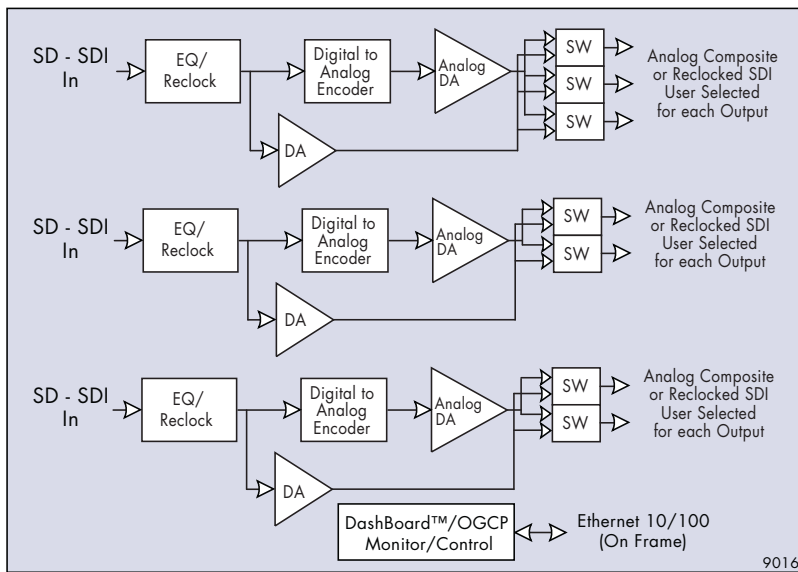 SD - SDI
In
EQ/
Reclock
Digital to
Analog
Encoder
Analog
DA
DA
SW
SW
SW
Analog Composite
or Reclocked SDI
User Selected
for each Output
SD - SDI
In
EQ/
Reclock
Digital to
Analog
Encoder
Analog
DA
DA
SW
SW
Analog Composite
or Reclocked SDI
User Selected
for each Output
SD - SDI
In
EQ/
Reclock
Digital to
Analog
Encoder
Analog
DA
DA
SW
SW
Analog Composite
or Reclocked SDI
User Selected
for each Output
DashBoard™/OGCP
Monitor/Control
Ethernet 10/100
(On Frame)
9016